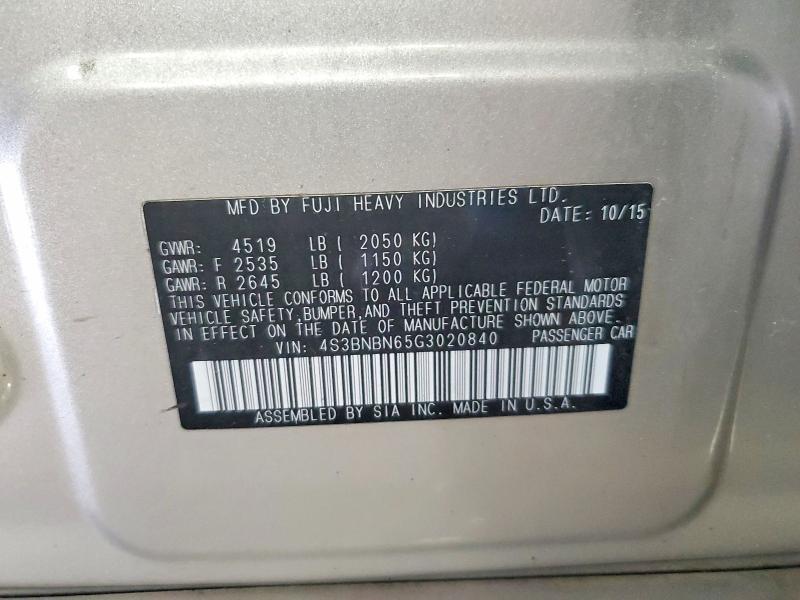 MFD BY FUJI HEAVY INDUSTRIES LTD.
DATE: 10/15
GVWR: 4519 LB ( 2050 KG)
GAWR: F 2535 LB ( 1150 KG)
GAWR: R 2645 LB ( 1200 KG)
THIS VEHICLE CONFORMS TO ALL APPLICABLE FEDERAL MOTOR
VEHICLE SAFETY,BUMPER,AND THEFT PREVENTION STANDARDS
IN EFFECT ON THE DATE OF MANUFACTURE SHOWN ABOVE.
VIN: 4S3BNBN65G3020840 PASSENGER CAR
ASSEMBLED BY SIA INC. MADE IN U.S.A.